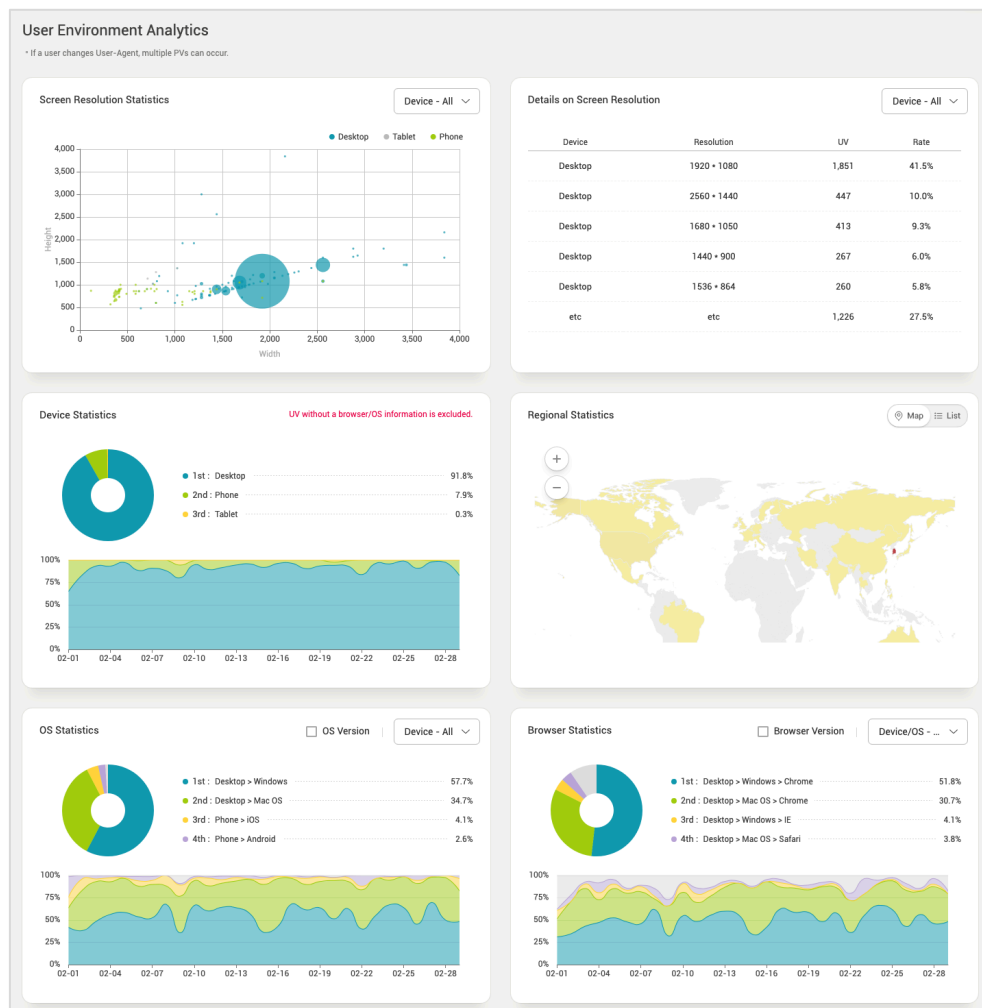 User Environment Analytics
* If a user changes User-Agent, multiple PVs can occur.
Screen Resolution Statistics
Device - All
Desktop Tablet Phone
4,000
3,500
3,000
2,500
2,000
1,500
1,000
500
0
Height
0 500 1,000 1,500 2,000 2,500 3,000 3,500 4,000
Width
Details on Screen Resolution
Device - All
Device Resolution UV Rate
Desktop 1920 * 1080 1,851 41.5%
Desktop 2560 * 1440 447 10.0%
Desktop 1680 * 1050 413 9.3%
Desktop 1440 * 900 267 6.0%
Desktop 1536 * 864 260 5.8%
etc etc 1,226 27.5%
Device Statistics
UV without a browser/OS information is excluded.
1st : Desktop 91.8%
2nd : Phone 7.9%
3rd : Tablet 0.3%
100%
75%
50%
25%
0%
02-01 02-04 02-07 02-10 02-13 02-16 02-19 02-22 02-25 02-28
Regional Statistics
Map List
+
−
OS Statistics
OS Version
Device - All
1st : Desktop > Windows 57.7%
2nd : Desktop > Mac OS 34.7%
3rd : Phone > iOS 4.1%
4th : Phone > Android 2.6%
100%
75%
50%
25%
0%
02-01 02-04 02-07 02-10 02-13 02-16 02-19 02-22 02-25 02-28
Browser Statistics
Browser Version
Device/OS - ...
1st : Desktop > Windows > Chrome 51.8%
2nd : Desktop > Mac OS > Chrome 30.7%
3rd : Desktop > Windows > IE 4.1%
4th : Desktop > Mac OS > Safari 3.8%
100%
75%
50%
25%
0%
02-01 02-04 02-07 02-10 02-13 02-16 02-19 02-22 02-25 02-28